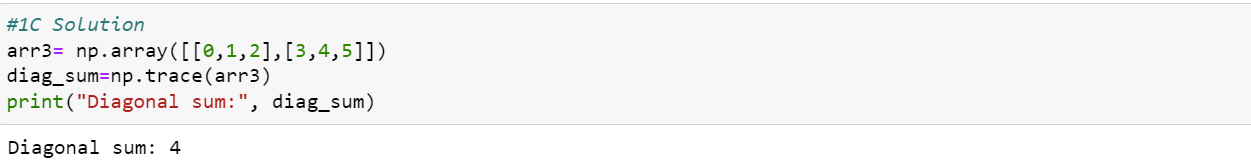 #1C Solution
arr3= np.array([[0,1,2],[3,4,5]])
diag_sum=np.trace(arr3)
print("Diagonal sum:", diag_sum)
Diagonal sum: 4